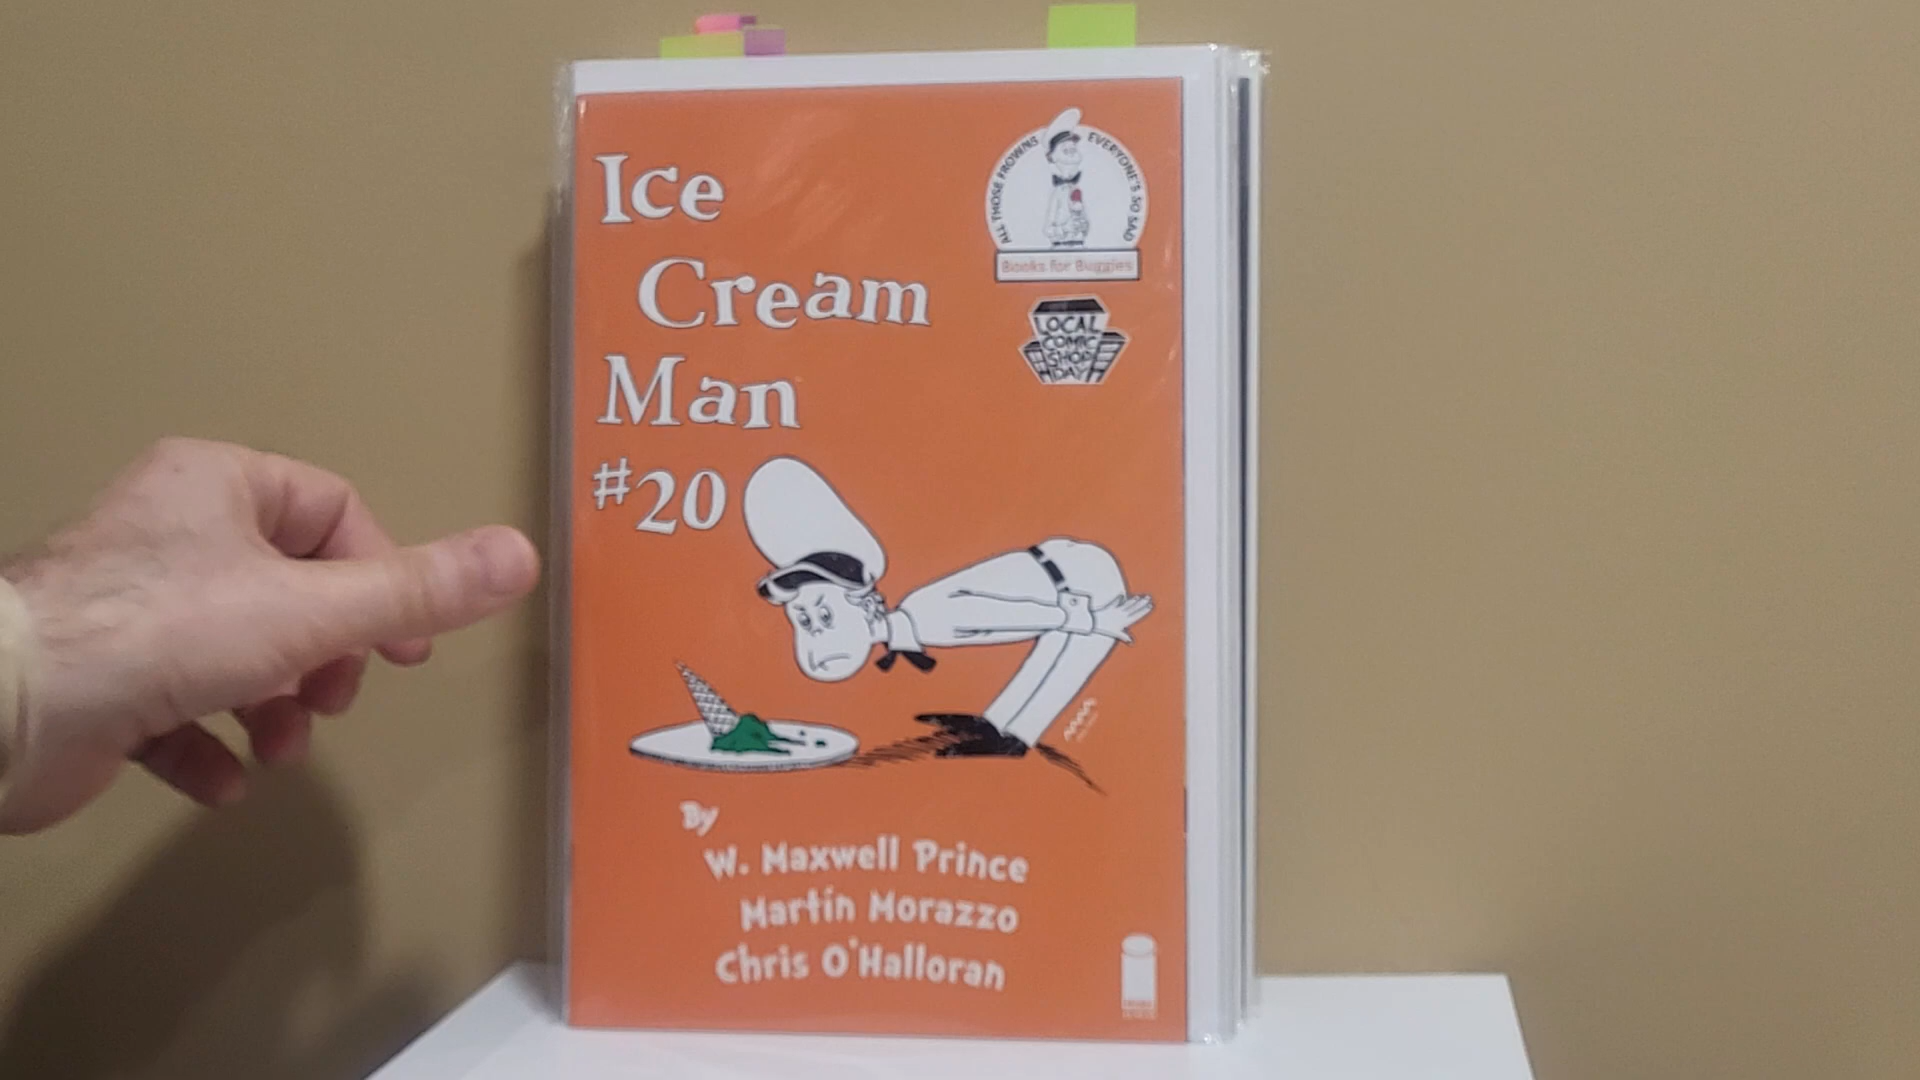 Ice
Cream
Man
#20
ALL THOSE FROWNS EVERYONE'S SO SAD
Books for Buggies
LOCAL
COMIC
SHOP
DAY
By
W. Maxwell Prince
Martín Morazzo
Chris O'Halloran